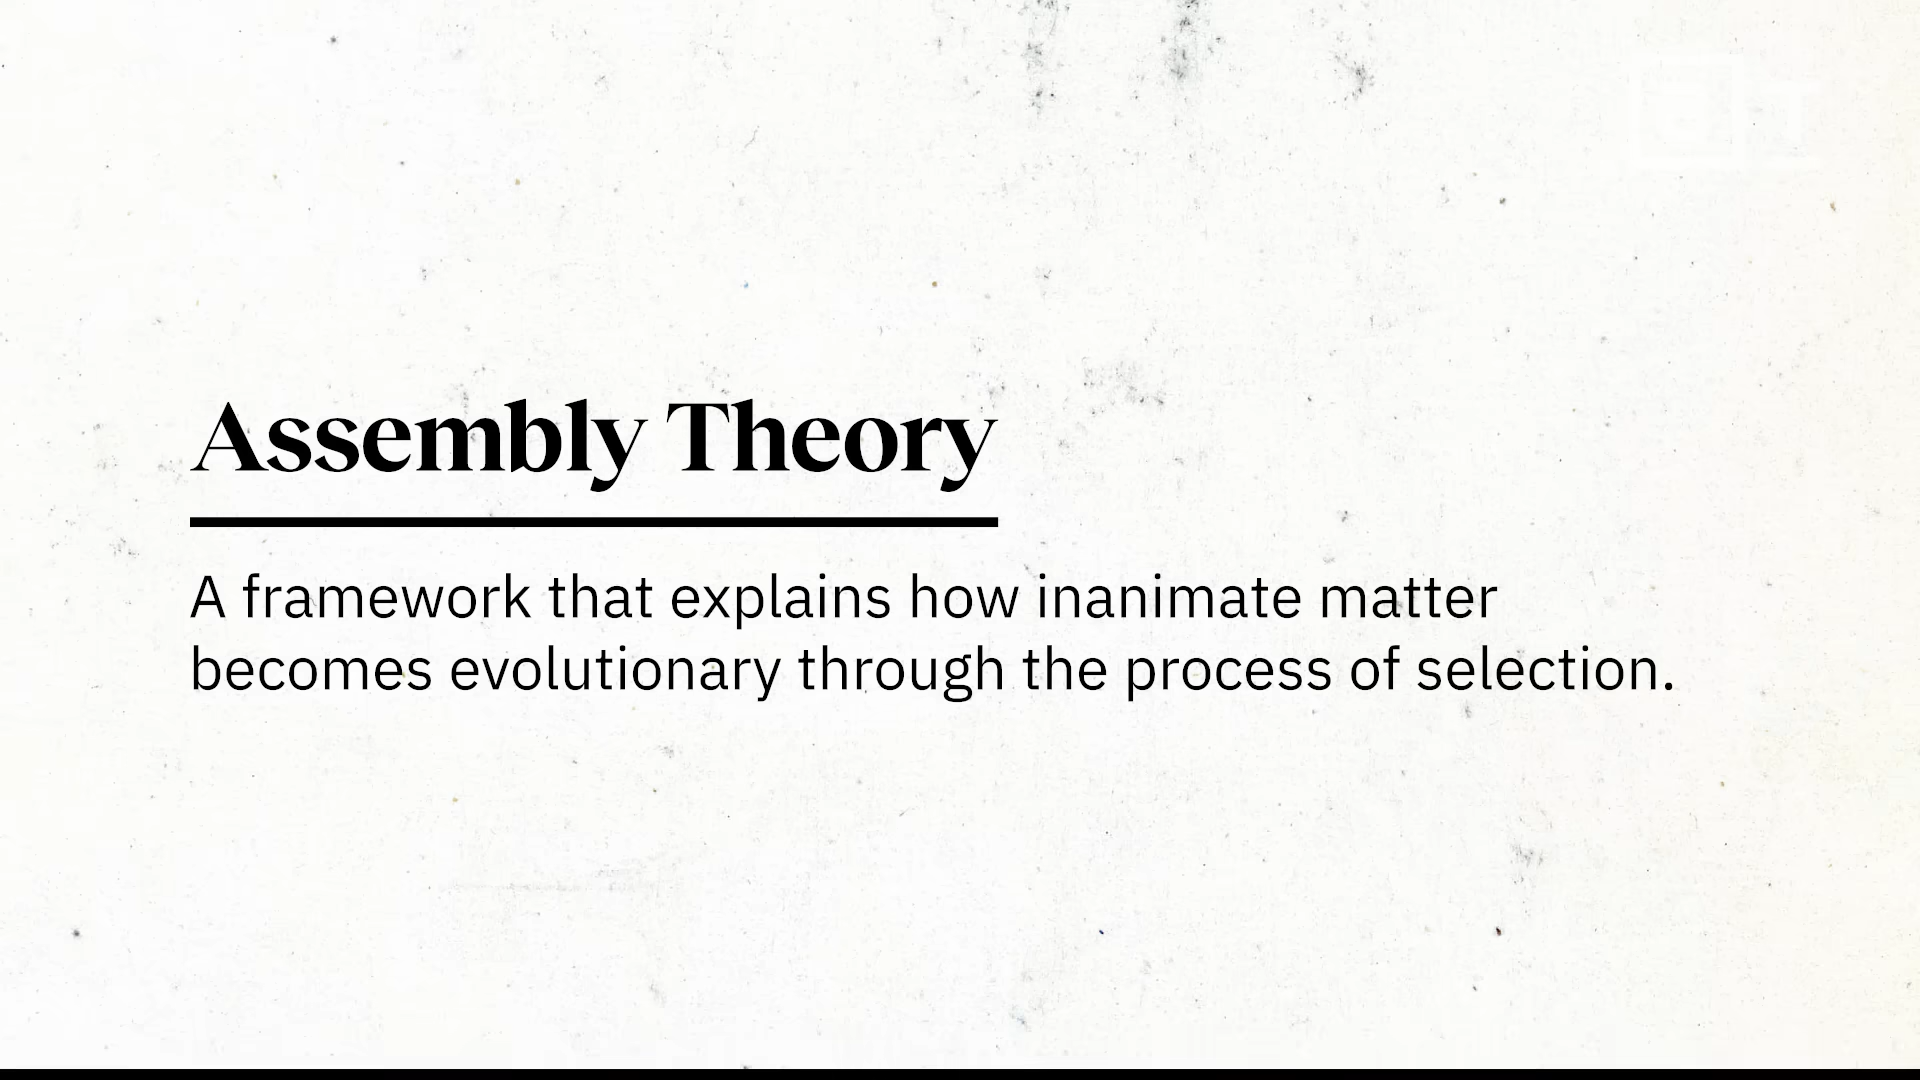 Assembly Theory
A framework that explains how inanimate matter
becomes evolutionary through the process of selection.